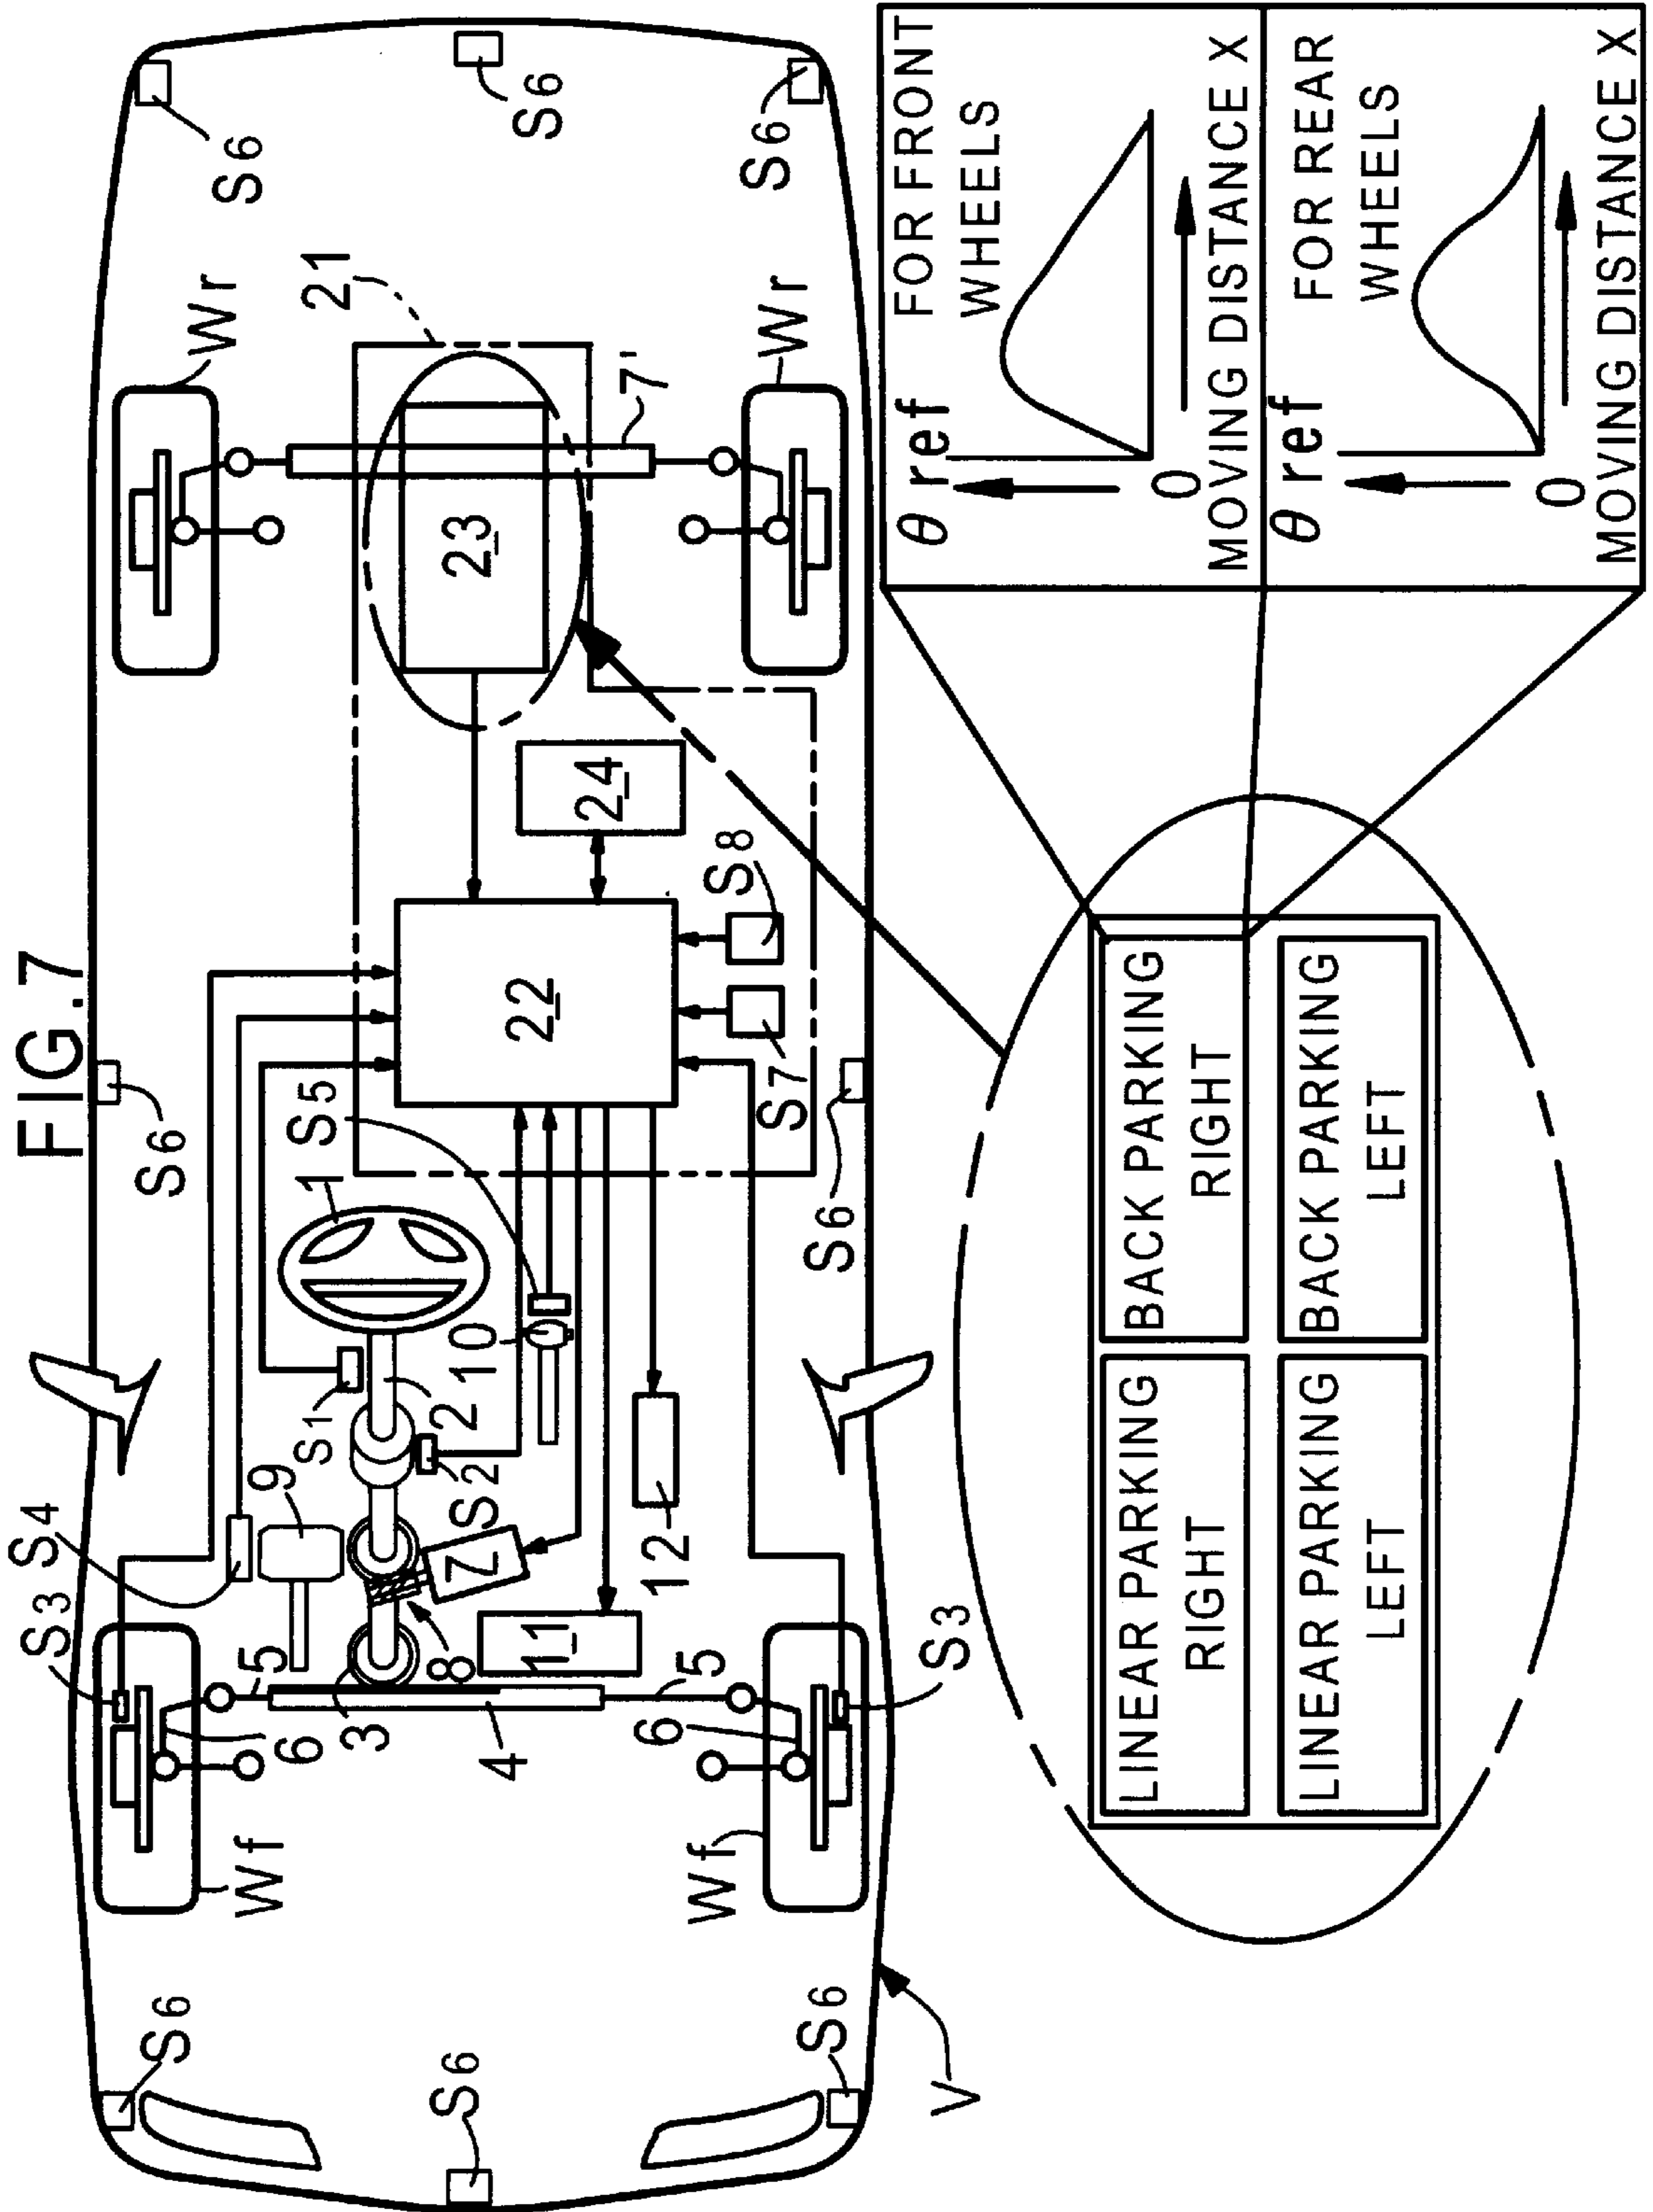 FIG.7
S6
S6
S6
S6
S6
S6
S6
S6
Wr
Wr
21
7'
23
24
22
S8
S7
S5
1
10
2
S1
S2
9
S4
S3
S3
7
12
11
8
5
5
3
4
6
6
Wf
Wf
V
LINEAR PARKING
RIGHT
BACK PARKING
RIGHT
LINEAR PARKING
LEFT
BACK PARKING
LEFT
θ ref
FOR FRONT
WHEELS
0
MOVING DISTANCE X
θ ref
FOR REAR
WHEELS
0
MOVING DISTANCE X